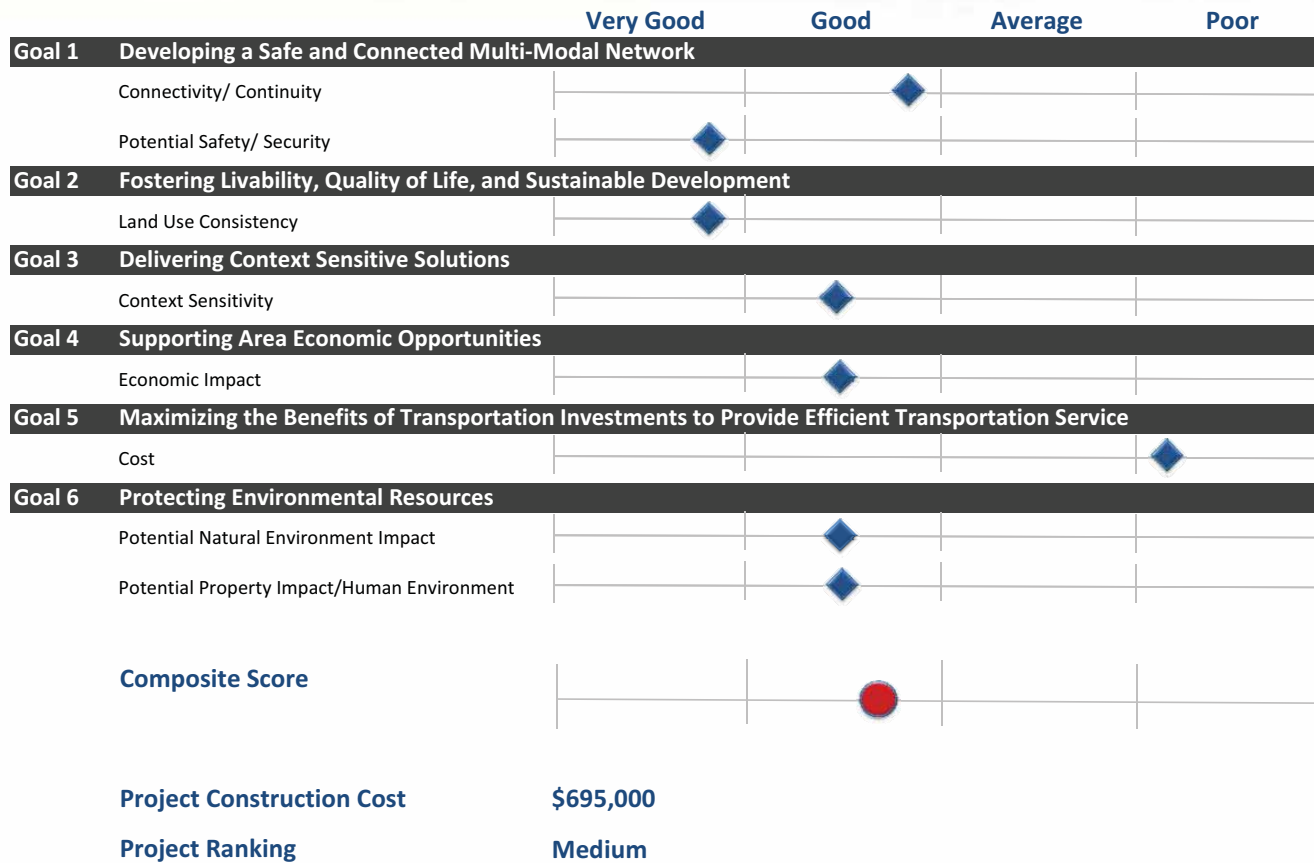 Very Good Good Average Poor
Goal 1 Developing a Safe and Connected Multi-Modal Network
Connectivity/ Continuity
Potential Safety/ Security
Goal 2 Fostering Livability, Quality of Life, and Sustainable Development
Land Use Consistency
Goal 3 Delivering Context Sensitive Solutions
Context Sensitivity
Goal 4 Supporting Area Economic Opportunities
Economic Impact
Goal 5 Maximizing the Benefits of Transportation Investments to Provide Efficient Transportation Service
Cost
Goal 6 Protecting Environmental Resources
Potential Natural Environment Impact
Potential Property Impact/Human Environment
Composite Score
Project Construction Cost $695,000
Project Ranking Medium